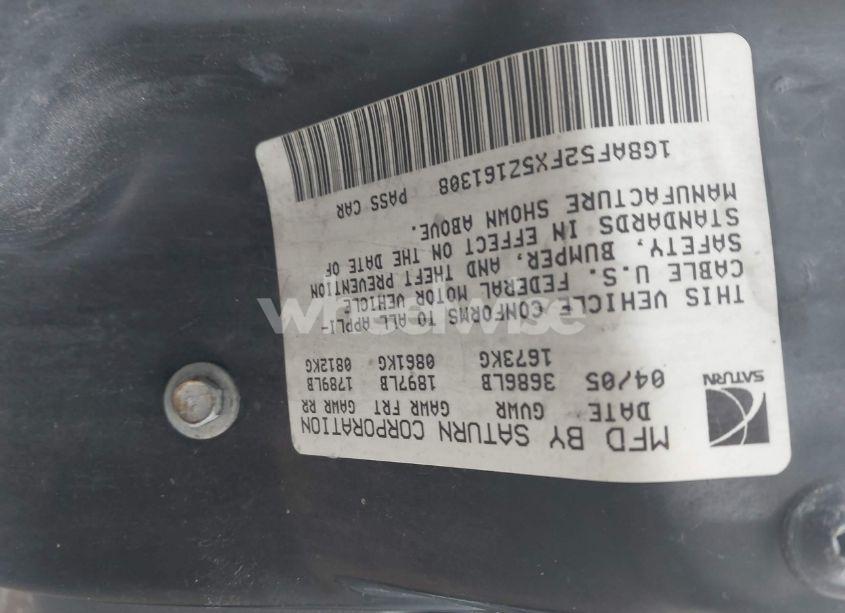 MFD BY SATURN CORPORATION
DATE GVWR GAWR FRT GAWR RR
04/05 3686LB 1897LB 1789LB
1673KG 0861KG 0812KG
SATURN
THIS VEHICLE CONFORMS TO ALL APPLI-
CABLE U.S. FEDERAL MOTOR VEHICLE
SAFETY, BUMPER, AND THEFT PREVENTION
STANDARDS IN EFFECT ON THE DATE OF
MANUFACTURE SHOWN ABOVE.
1G8AF52FX5Z161308 PASS CAR
wheelwise